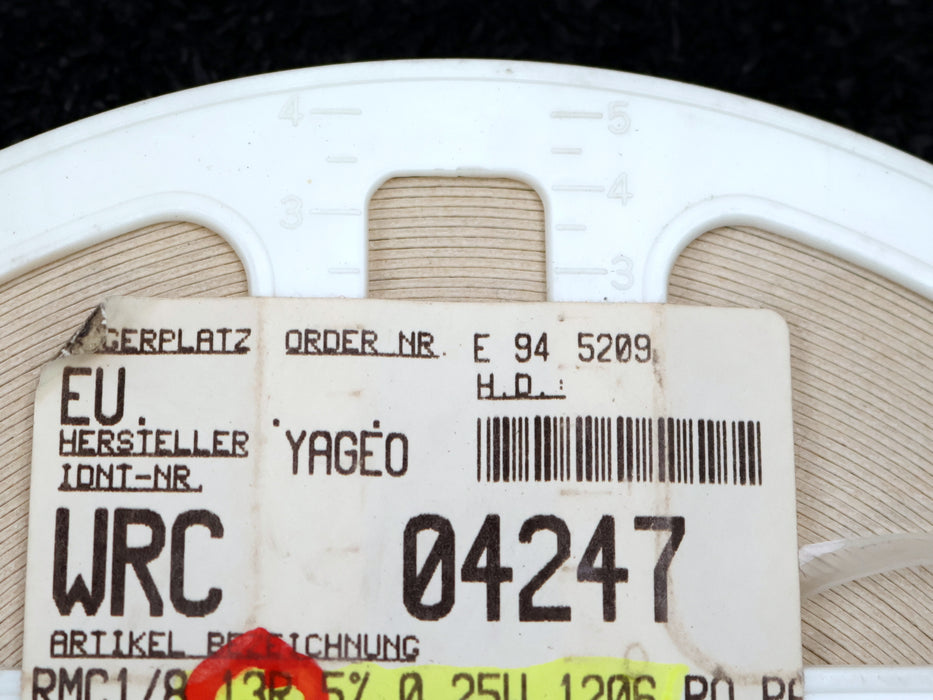 4 5
4
3
3
GERPLATZ ORDER NR. E 94 5209
EU. H.D.:
HERSTELLER YAGEO
IDNT-NR.
WRC 04247
ARTIKEL BEZEICHNUNG
RMC1/8 13R 5% 0.25W 1206